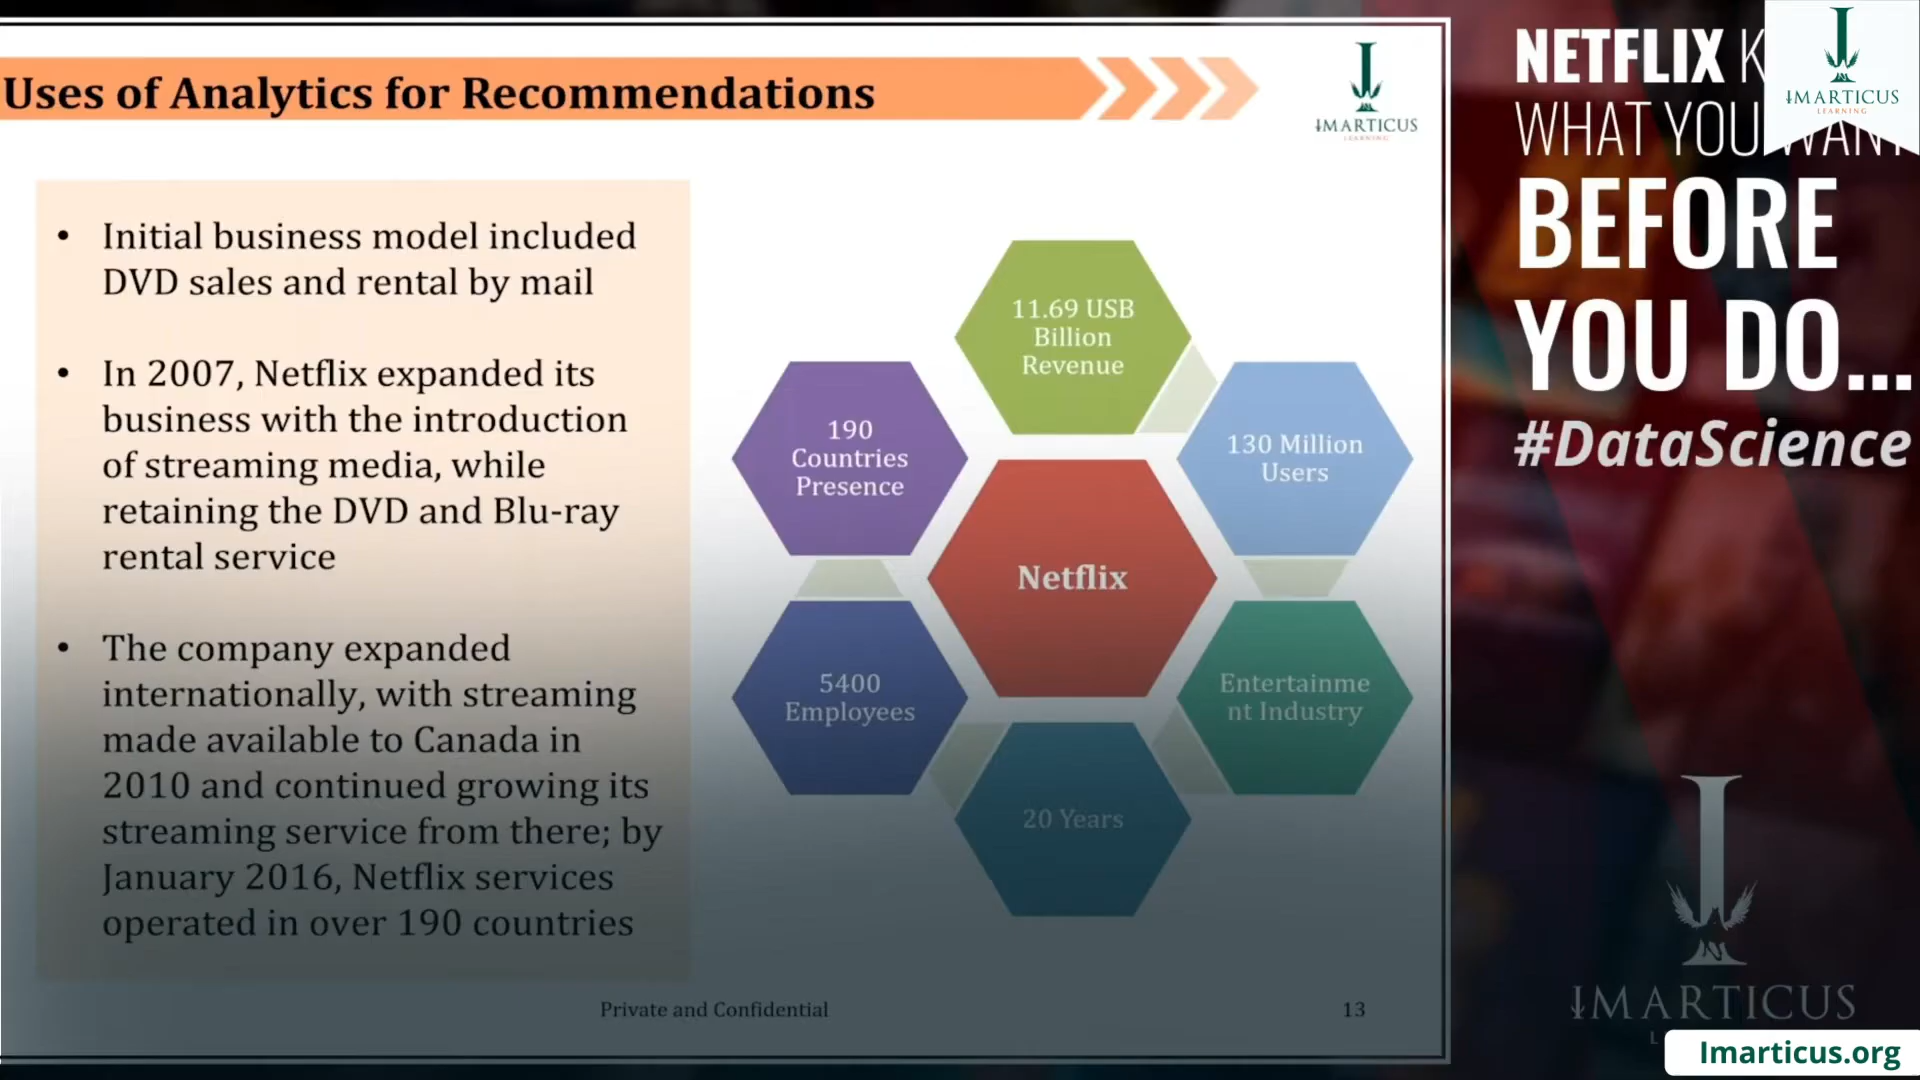 Uses of Analytics for Recommendations
IMARTICUS
LEARNING
• Initial business model included
DVD sales and rental by mail
• In 2007, Netflix expanded its
business with the introduction
of streaming media, while
retaining the DVD and Blu-ray
rental service
• The company expanded
internationally, with streaming
made available to Canada in
2010 and continued growing its
streaming service from there; by
January 2016, Netflix services
operated in over 190 countries
11.69 USB
Billion
Revenue
130 Million
Users
Entertainme
nt Industry
20 Years
5400
Employees
190
Countries
Presence
Netflix
Private and Confidential
13
NETFLIX K
WHAT YOU WANT
BEFORE
YOU DO...
#DataScience
IMARTICUS
LEARNING
IMARTICUS
L
Imarticus.org